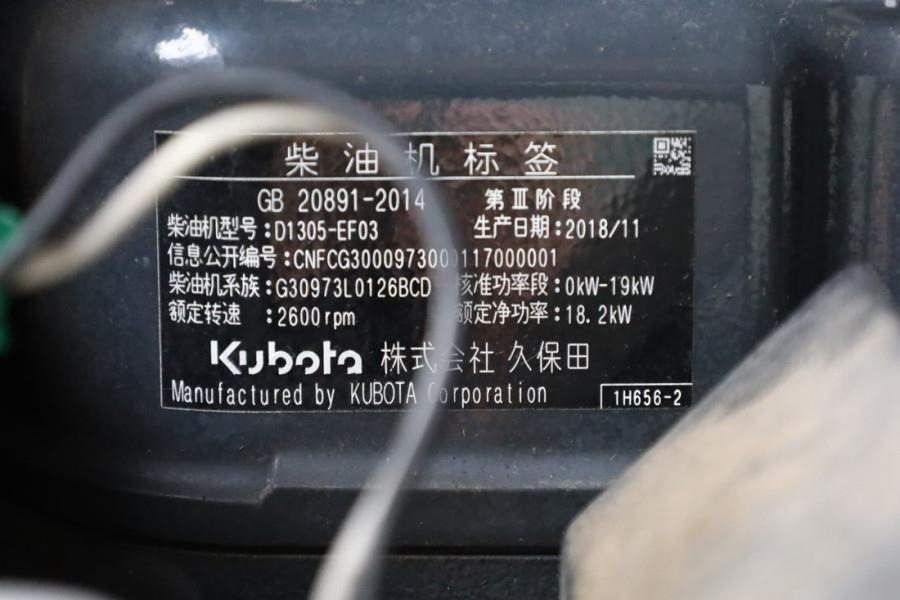 柴油机标签
GB 20891-2014 第Ⅲ阶段
柴油机型号:D1305-EF03 生产日期:2018/11
信息公开编号:CNFCG3000973000117000001
柴油机系族:G30973L0126BCD 核准功率段:0kW-19kW
额定转速 :2600rpm 额定净功率:18.2kW
Kubota 株式会社 久保田
Manufactured by KUBOTA Corporation
1H656-2